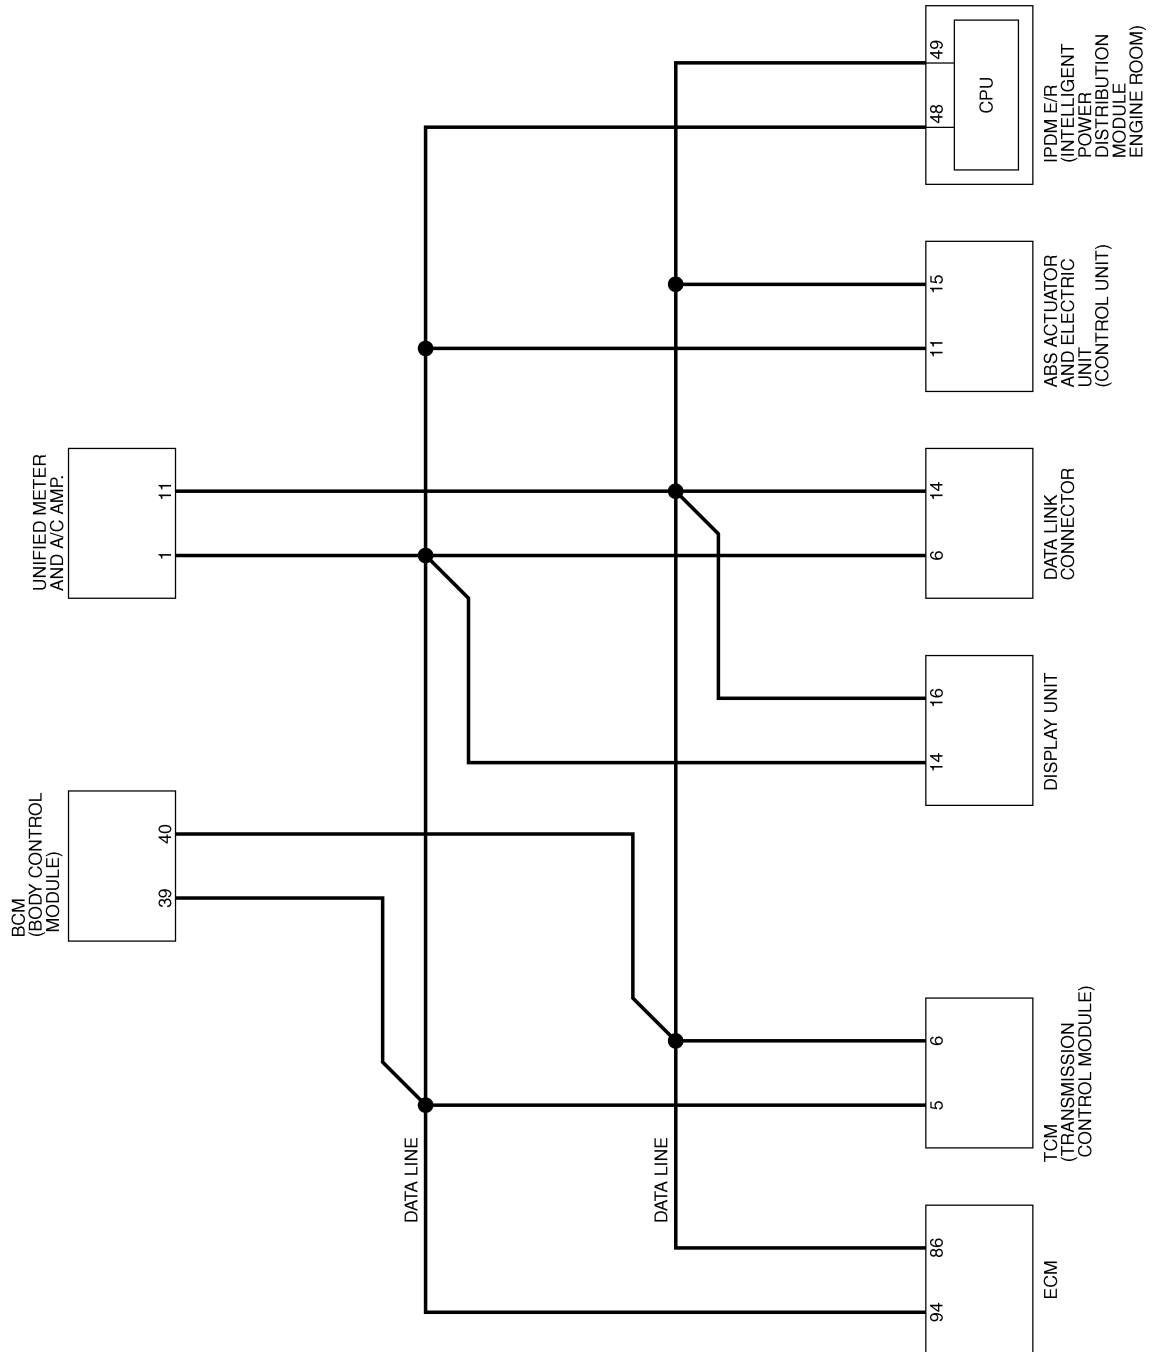 BCM
(BODY CONTROL
MODULE)
39
40
UNIFIED METER
AND A/C AMP.
1
11
DATA LINE
DATA LINE
94
86
ECM
5
6
TCM
(TRANSMISSION
CONTROL MODULE)
14
16
DISPLAY UNIT
6
14
DATA LINK
CONNECTOR
11
15
ABS ACTUATOR
AND ELECTRIC
UNIT
(CONTROL UNIT)
48
49
CPU
IPDM E/R
(INTELLIGENT
POWER
DISTRIBUTION
MODULE
ENGINE ROOM)